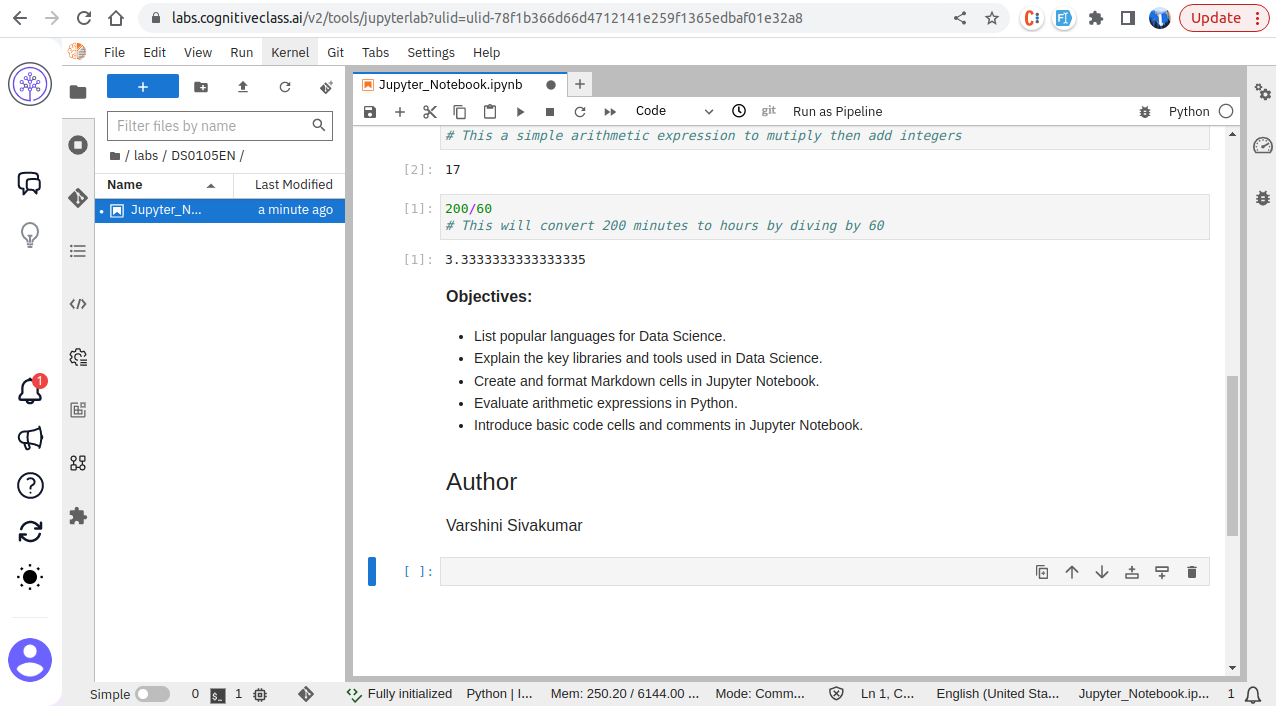 labs.cognitiveclass.ai/v2/tools/jupyterlab?ulid=ulid-78f1b366d66d4712141e259f1365edbaf01e32a8
Update
File Edit View Run Kernel Git Tabs Settings Help
Jupyter_Notebook.ipynb
Code git Run as Pipeline Python
Filter files by name
/ labs / DS0105EN /
Name Last Modified
Jupyter_N... a minute ago
# This a simple arithmetic expression to mutiply then add integers
[2]: 17
[1]: 200/60
# This will convert 200 minutes to hours by diving by 60
[1]: 3.3333333333333335
Objectives:
• List popular languages for Data Science.
• Explain the key libraries and tools used in Data Science.
• Create and format Markdown cells in Jupyter Notebook.
• Evaluate arithmetic expressions in Python.
• Introduce basic code cells and comments in Jupyter Notebook.
Author
Varshini Sivakumar
[ ]:
1
Simple 0 1 Fully initialized Python | I... Mem: 250.20 / 6144.00 ... Mode: Comm... Ln 1, C... English (United Sta... Jupyter_Notebook.ip... 1